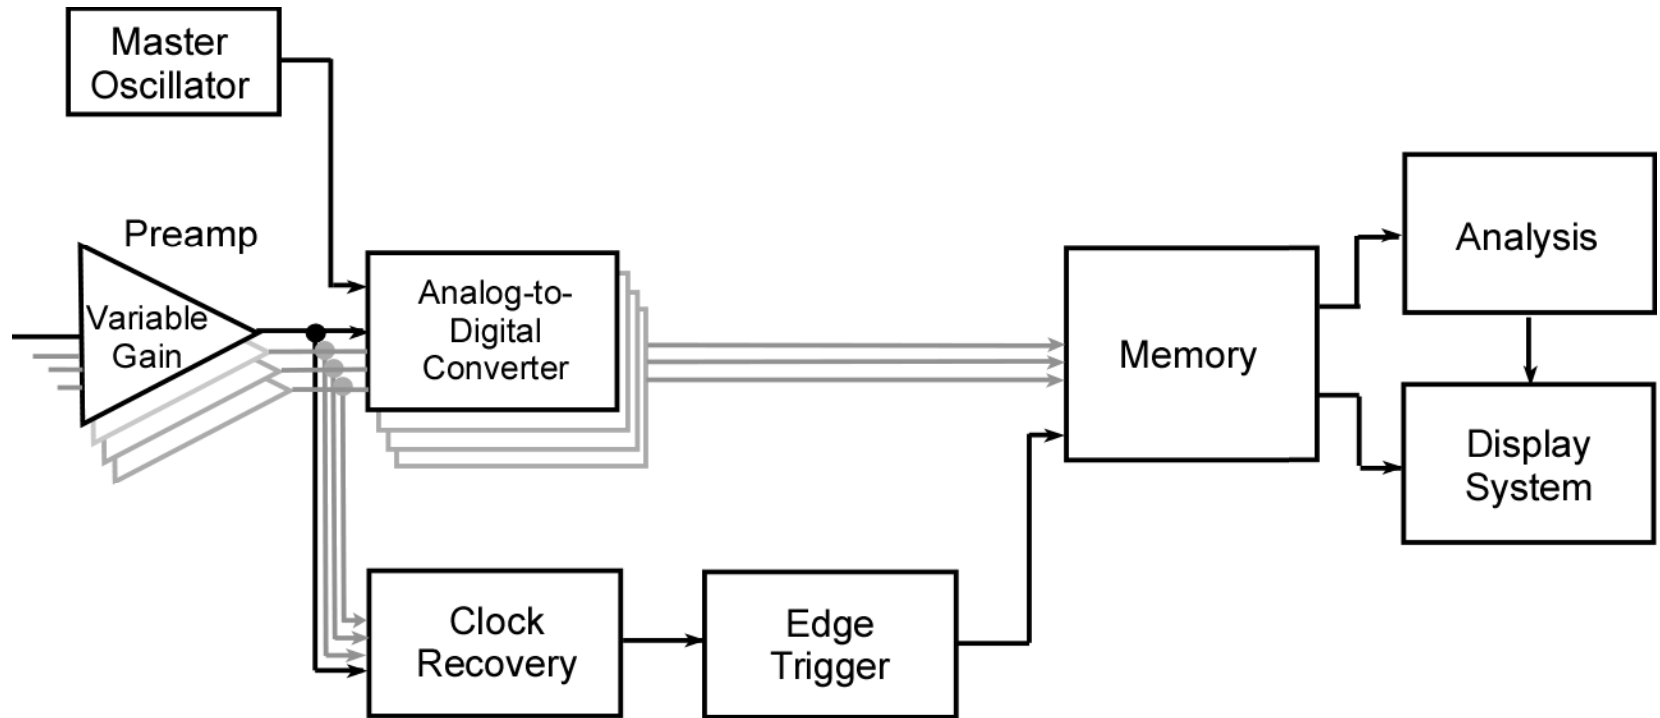 Master
Oscillator
Preamp
Variable
Gain
Analog-to-
Digital
Converter
Memory
Analysis
Display
System
Clock
Recovery
Edge
Trigger